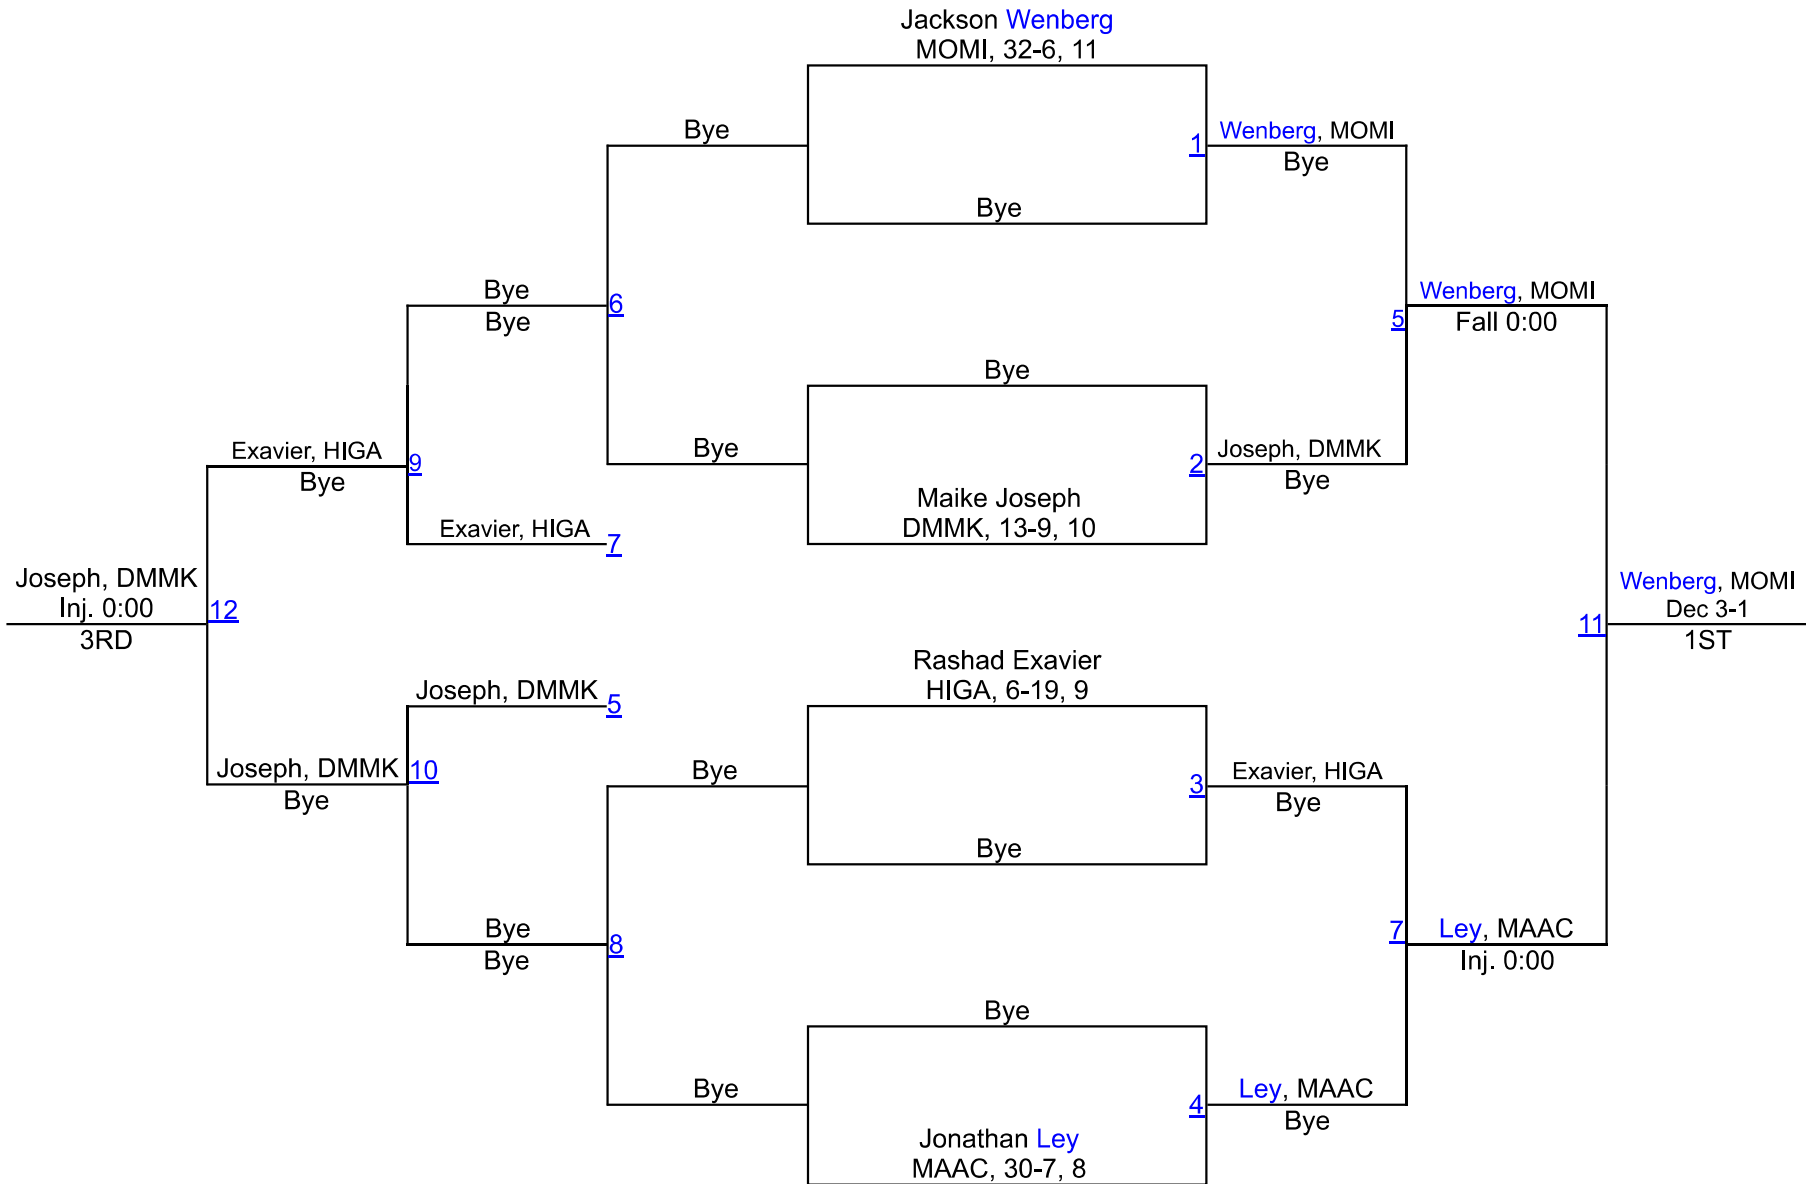 Jackson Wenberg
MOMI, 32-6, 11
Bye
1
Wenberg, MOMI
Bye
Bye
Bye
Bye
6
Wenberg, MOMI
Fall 0:00
5
Bye
Bye
2
Joseph, DMMK
Bye
Maike Joseph
DMMK, 13-9, 10
Exavier, HIGA
Bye
9
Exavier, HIGA
7
Joseph, DMMK
Inj. 0:00
3RD
12
Wenberg, MOMI
Dec 3-1
1ST
11
Rashad Exavier
HIGA, 6-19, 9
Joseph, DMMK
5
Joseph, DMMK
Bye
10
Bye
3
Exavier, HIGA
Bye
Bye
Bye
Bye
8
7
Ley, MAAC
Inj. 0:00
Bye
Bye
4
Ley, MAAC
Bye
Jonathan Ley
MAAC, 30-7, 8